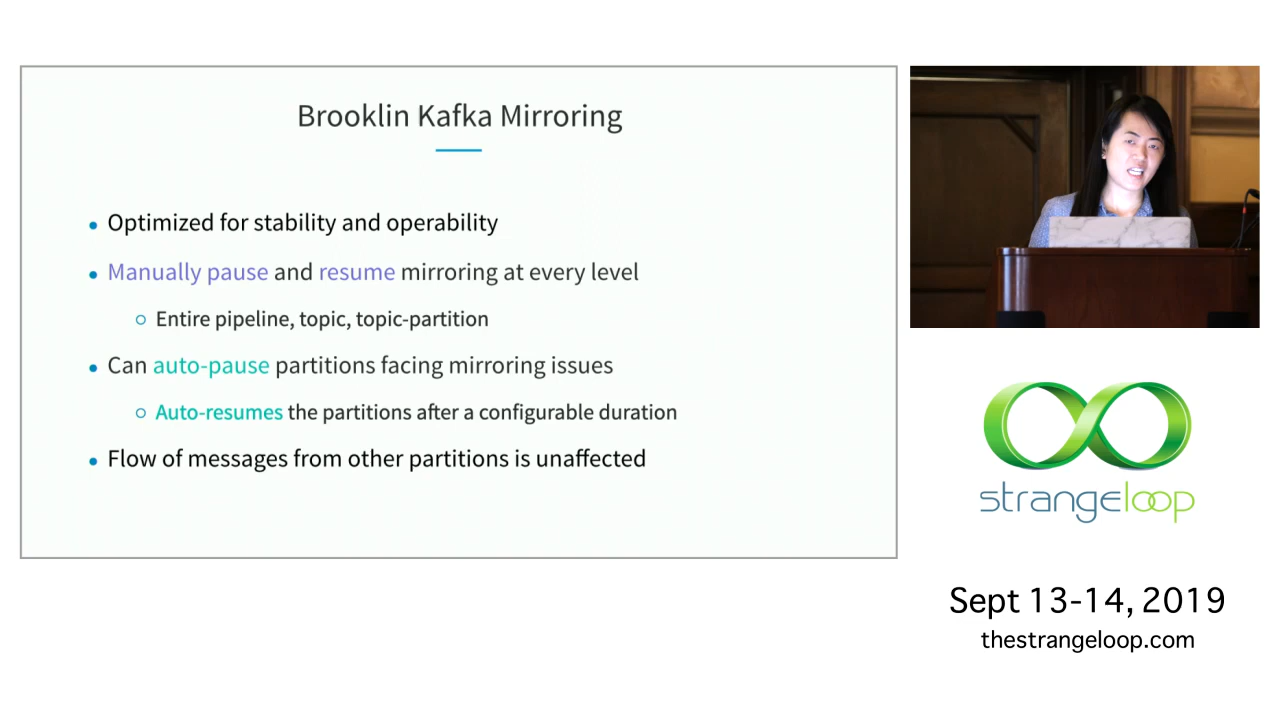 Brooklin Kafka Mirroring
Optimized for stability and operability
Manually pause and resume mirroring at every level
Entire pipeline, topic, topic-partition
Can auto-pause partitions facing mirroring issues
Auto-resumes the partitions after a configurable duration
Flow of messages from other partitions is unaffected
strangeloop
Sept 13-14, 2019
thestrangeloop.com